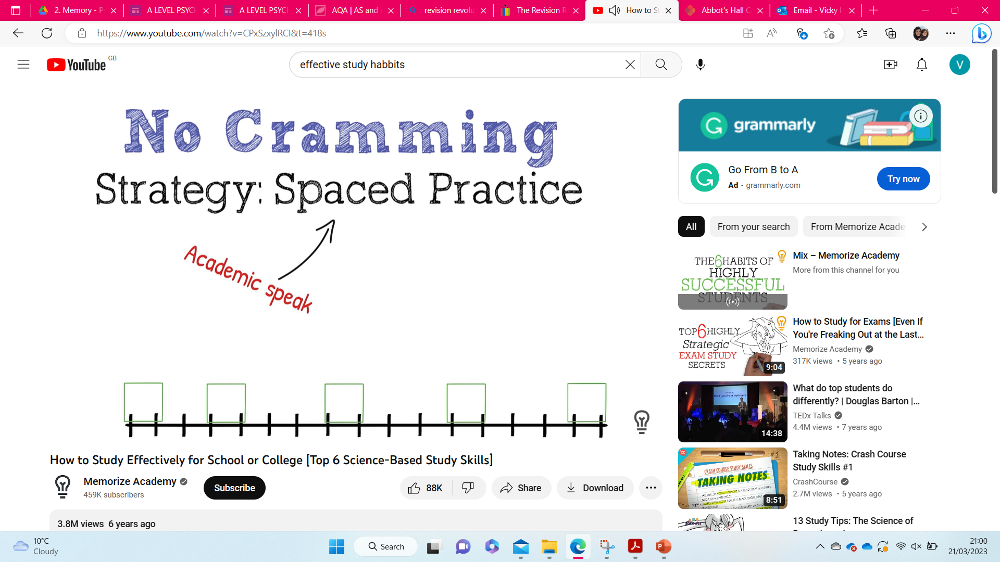 2. Memory - Ps
A LEVEL PSYCH
A LEVEL PSYCH
AQA | AS and A
revision revolu
The Revision R
How to St
Abbot's Hall C
Email - Vicky H
https://www.youtube.com/watch?v=CPxSzxylRCI&t=418s
YouTube GB
effective study habbits
V
No Cramming
Strategy: Spaced Practice
Academic speak
How to Study Effectively for School or College [Top 6 Science-Based Study Skills]
Memorize Academy
459K subscribers
Subscribe
88K
Share
Download
3.8M views 6 years ago
grammarly
Go From B to A
Ad · grammarly.com
Try now
All
From your search
From Memorize Acade
THE 6 HABITS OF
HIGHLY
SUCCESSFUL
STUDENTS
Mix – Memorize Academy
More from this channel for you
TOP 6 HIGHLY
Strategic
EXAM STUDY
SECRETS
9:04
How to Study for Exams [Even If
You're Freaking Out at the Last...
Memorize Academy
317K views • 5 years ago
14:38
What do top students do
differently? | Douglas Barton |...
TEDx Talks
4.4M views • 7 years ago
CC
#1
CRASH COURSE STUDY SKILLS
TAKING NOTES
8:51
Taking Notes: Crash Course
Study Skills #1
CrashCourse
2.7M views • 5 years ago
sprouts
13 Study Tips: The Science of
10°C
Cloudy
Search
21:00
21/03/2023